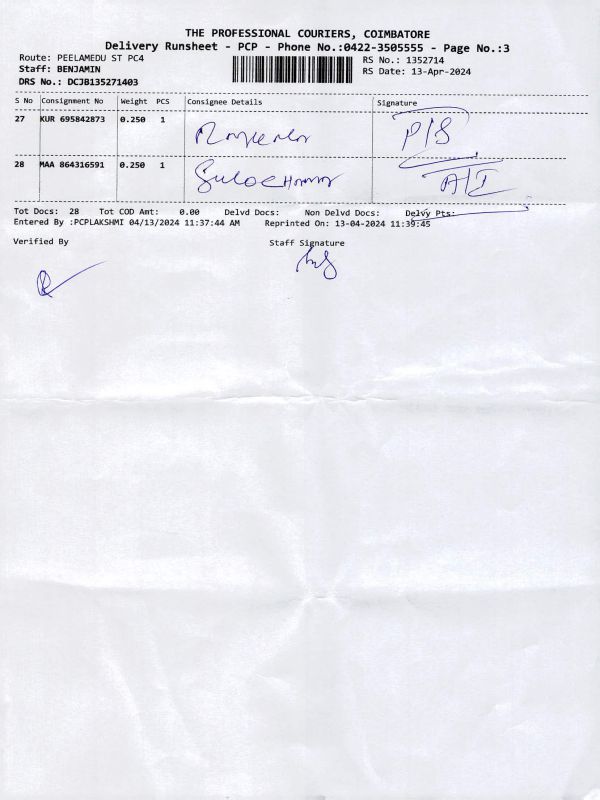 THE PROFESSIONAL COURIERS, COIMBATORE
Delivery Runsheet - PCP - Phone No.:0422-3505555 - Page No.:3
Route: PEELAMEDU ST PC4
RS No.: 1352714
Staff: BENJAMIN
RS Date: 13-Apr-2024
DRS No.: DCJB135271403
S No Consignment No Weight PCS Consignee Details Signature
27 KUR 695842873 0.250 1 P/S
28 MAA 864316591 0.250 1 A/I
Tot Docs: 28 Tot COD Amt: 0.00 Delvd Docs: Non Delvd Docs: Delvy Pts:
Entered By :PCPLAKSHMI 04/13/2024 11:37:44 AM Reprinted On: 13-04-2024 11:39:45
Verified By Staff Signature